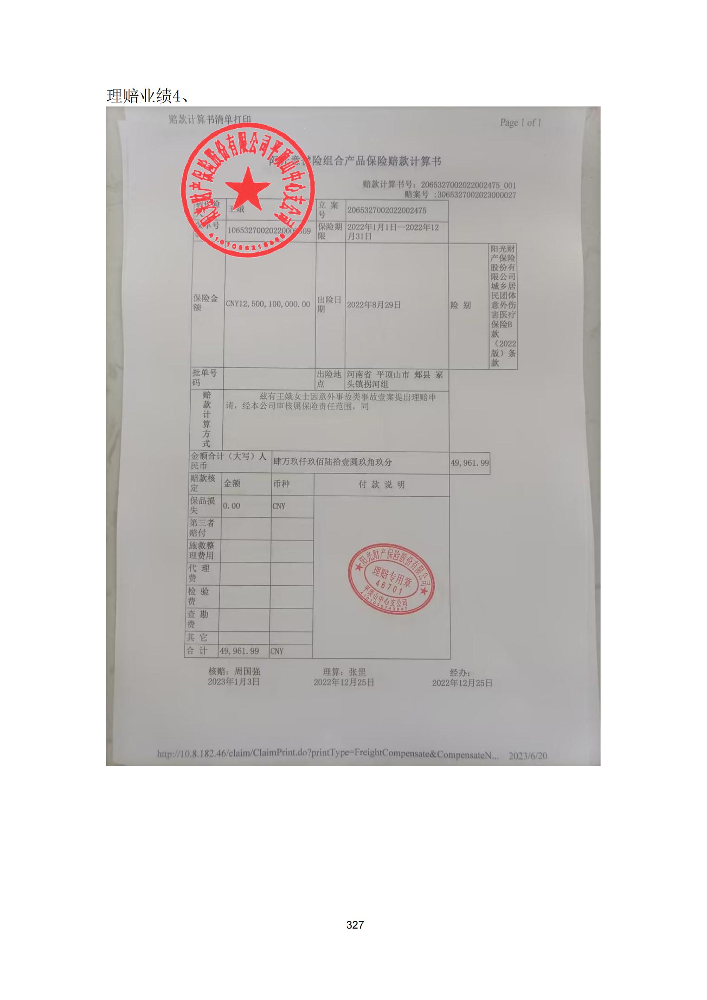 理赔业绩4、
赔款计算书清单打印
Page 1 of 1
意健险组合产品保险赔款计算书
赔款计算书号：2065327002022002475_001
赔案号 :3065327002023000027
王娥
立 案
号
2065327002022002475
单号
保险期
限
2022年1月1日--2022年12
月31日
保险金
额
CNY12,500,100,000.00
出险日
期
2022年8月29日
险 别
阳光财
产保险
股份有
限公司
城乡居
民团体
意外伤
害医疗
保险B
款
（2022
版）条
款
批单号
码
出险地
点
河南省 平顶山市 郏县 冢
头镇拐河组
赔
款
计
算
方
式
兹有王娥女士因意外事故类事故壹案提出理赔申
请，经本公司审核属保险责任范围，同
金额合计（大写）人
民币
肆万玖仟玖佰陆拾壹圆玖角玖分
49,961.99
赔款核
定
金额
币种
付 款 说 明
保品损
失
0.00
CNY
第三者
赔付
施救整
理费用
代 理
费
检 验
费
查 勘
费
其 它
合 计
49,961.99
CNY
阳光财产保险股份有限公司平顶山中心支公司
阳光财产保险股份有限公司
理赔专用章
46701
平顶山中心支公司
4101055743647
核赔：周国强
2023年1月3日
理算：张罡
2022年12月25日
经办：
2022年12月25日
http://10.8.182.46/claim/ClaimPrint.do?printType=FreightCompensate&CompensateN...
2023/6/20
327